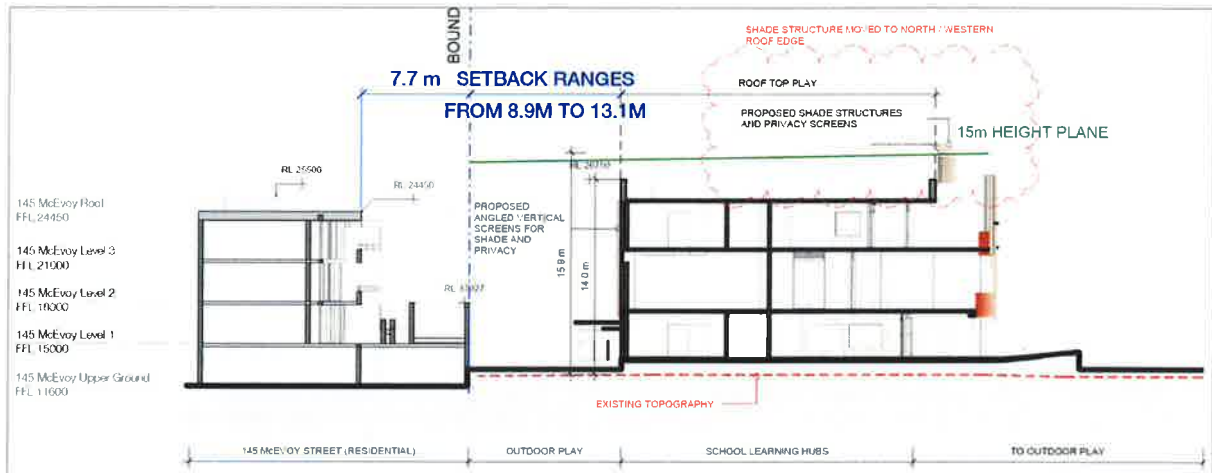 SHADE STRUCTURE MOVED TO NORTH / WESTERN
ROOF EDGE
BOUND
7.7 m SETBACK RANGES
FROM 8.9M TO 13.1M
ROOF TOP PLAY
PROPOSED SHADE STRUCTURES
AND PRIVACY SCREENS
15m HEIGHT PLANE
RL 25500
RL 24450
145 McEvoy Roof
FFL 24450
PROPOSED
ANGLED VERTICAL
SCREENS FOR
SHADE AND
PRIVACY
15.9 m
14.0 m
145 McEvoy Level 3
FFL 21000
145 McEvoy Level 2
FFL 18000
RL
145 McEvoy Level 1
FFL 15000
145 McEvoy Upper Ground
FFL 11600
EXISTING TOPOGRAPHY
145 McEVOY STREET (RESIDENTIAL)
OUTDOOR PLAY
SCHOOL LEARNING HUBS
TO OUTDOOR PLAY